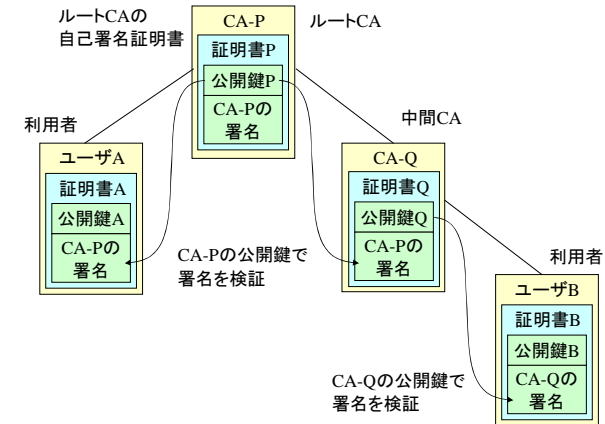 ルートCAの
自己署名証明書
CA-P
ルートCA
証明書P
公開鍵P
CA-Pの
署名
利用者
ユーザA
証明書A
公開鍵A
CA-Pの
署名
CA-Pの公開鍵で
署名を検証
中間CA
CA-Q
証明書Q
公開鍵Q
CA-Pの
署名
利用者
ユーザB
証明書B
公開鍵B
CA-Qの
署名
CA-Qの公開鍵で
署名を検証